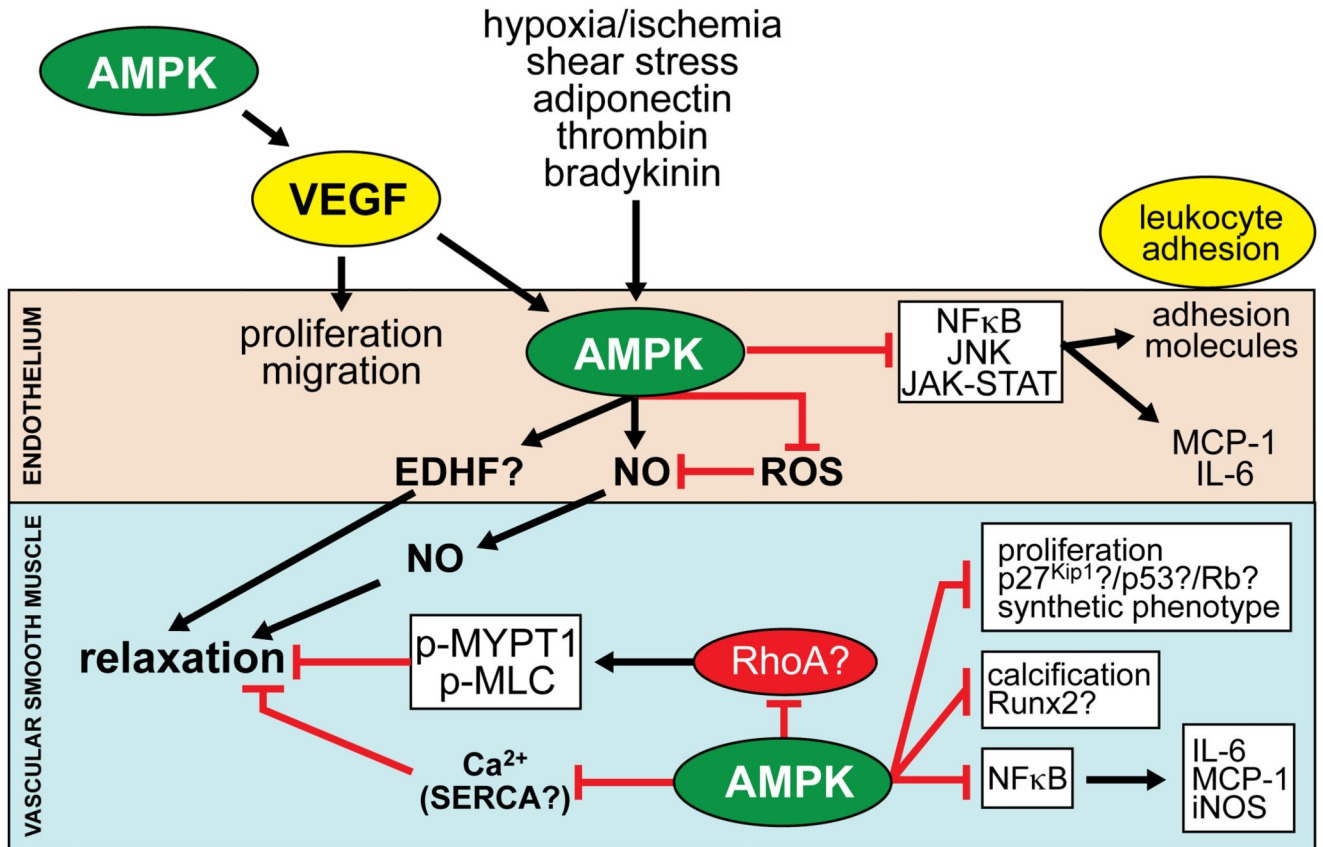 AMPK
hypoxia/ischemia
shear stress
adiponectin
thrombin
bradykinin
VEGF
leukocyte
adhesion
ENDOTHELIUM
proliferation
migration
AMPK
NFκB
JNK
JAK-STAT
adhesion
molecules
MCP-1
IL-6
EDHF?
NO
ROS
VASCULAR SMOOTH MUSCLE
NO
relaxation
p-MYPT1
p-MLC
RhoA?
proliferation
p27^Kip1?/p53?/Rb?
synthetic phenotype
calcification
Runx2?
Ca²⁺
(SERCA?)
AMPK
NFκB
IL-6
MCP-1
iNOS